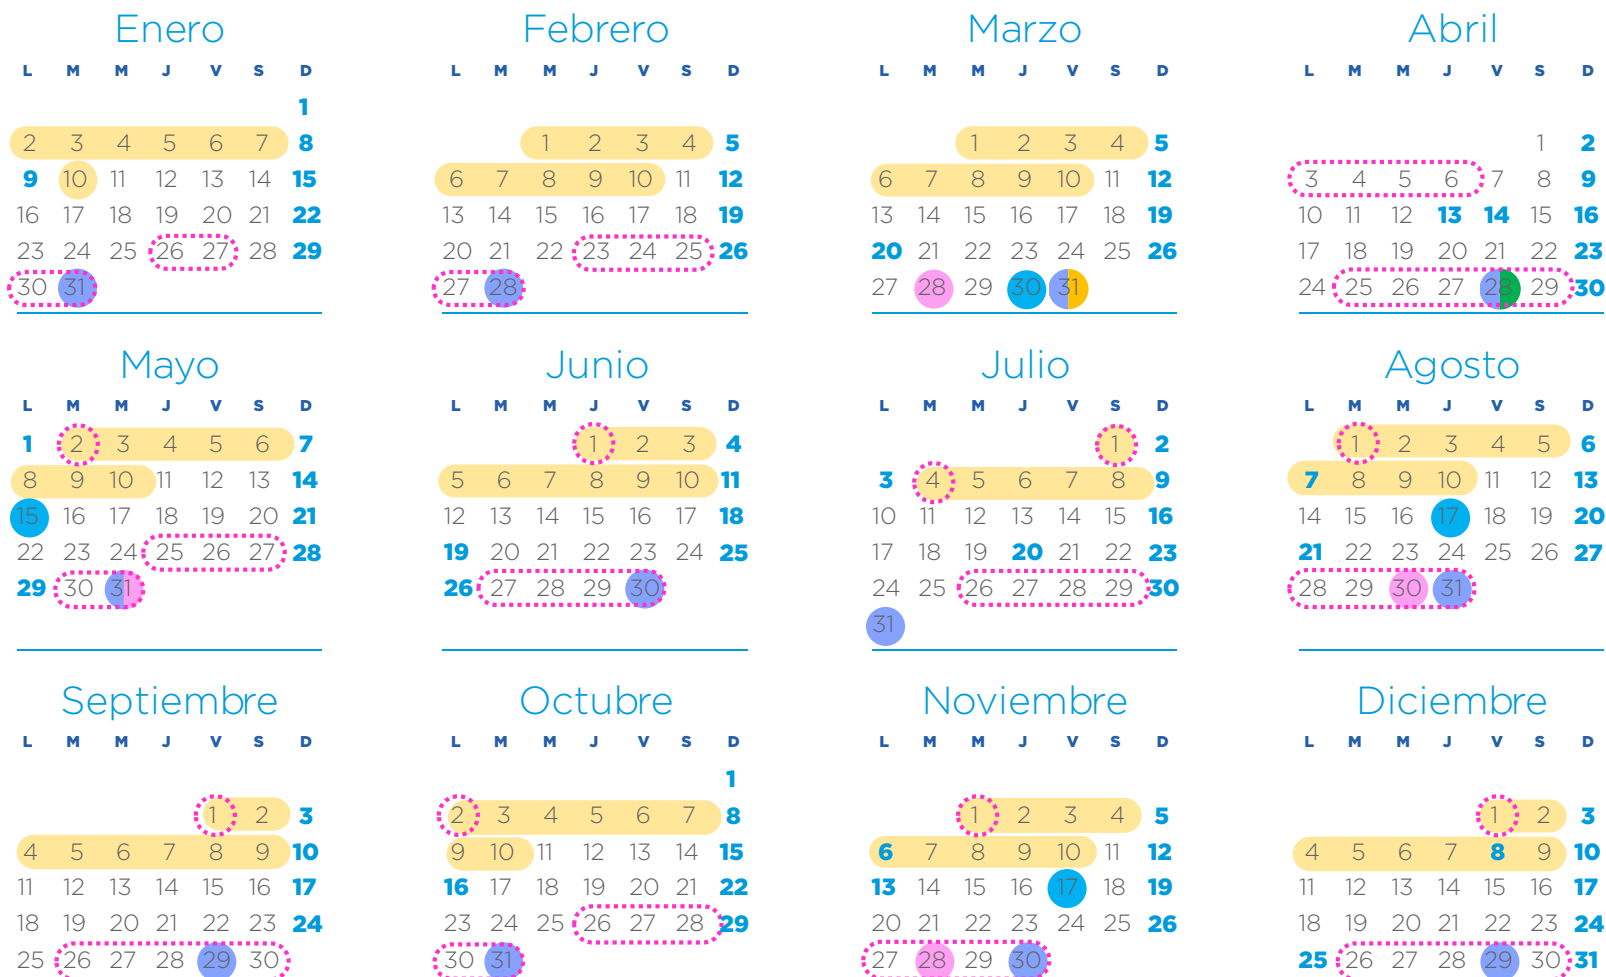 Enero Febrero Marzo Abril
L M M J V S D L M M J V S D L M M J V S D L M M J V S D
1
2 3 4 5 6 7 8 1 2 3 4 5 1 2 3 4 5 1 2
9 10 11 12 13 14 15 6 7 8 9 10 11 12 6 7 8 9 10 11 12 3 4 5 6 7 8 9
16 17 18 19 20 21 22 13 14 15 16 17 18 19 13 14 15 16 17 18 19 10 11 12 13 14 15 16
23 24 25 26 27 28 29 20 21 22 23 24 25 26 20 21 22 23 24 25 26 17 18 19 20 21 22 23
30 31 27 28 27 28 29 30 31 24 25 26 27 28 29 30
Mayo Junio Julio Agosto
L M M J V S D L M M J V S D L M M J V S D L M M J V S D
1 2 3 4 5 6 7 1 2 3 4 1 2 1 2 3 4 5 6
8 9 10 11 12 13 14 5 6 7 8 9 10 11 3 4 5 6 7 8 9 7 8 9 10 11 12 13
15 16 17 18 19 20 21 12 13 14 15 16 17 18 10 11 12 13 14 15 16 14 15 16 17 18 19 20
22 23 24 25 26 27 28 19 20 21 22 23 24 25 17 18 19 20 21 22 23 21 22 23 24 25 26 27
29 30 31 26 27 28 29 30 24 25 26 27 28 29 30 28 29 30 31
31
Septiembre Octubre Noviembre Diciembre
L M M J V S D L M M J V S D L M M J V S D L M M J V S D
1
1 2 3 2 3 4 5 6 7 8 1 2 3 4 5 1 2 3
4 5 6 7 8 9 10 9 10 11 12 13 14 15 6 7 8 9 10 11 12 4 5 6 7 8 9 10
11 12 13 14 15 16 17 16 17 18 19 20 21 22 13 14 15 16 17 18 19 11 12 13 14 15 16 17
18 19 20 21 22 23 24 23 24 25 26 27 28 29 20 21 22 23 24 25 26 18 19 20 21 22 23 24
25 26 27 28 29 30 30 31 27 28 29 30 25 26 27 28 29 30 31